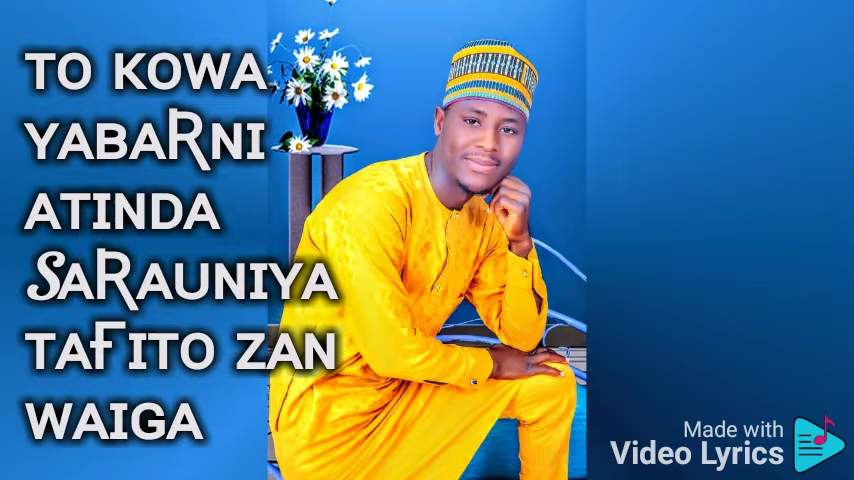 TO KOWA
YABARNI
ATINDA
SARAUNIYA
TAFITO ZAN
WAIGA
Made with
Video Lyrics